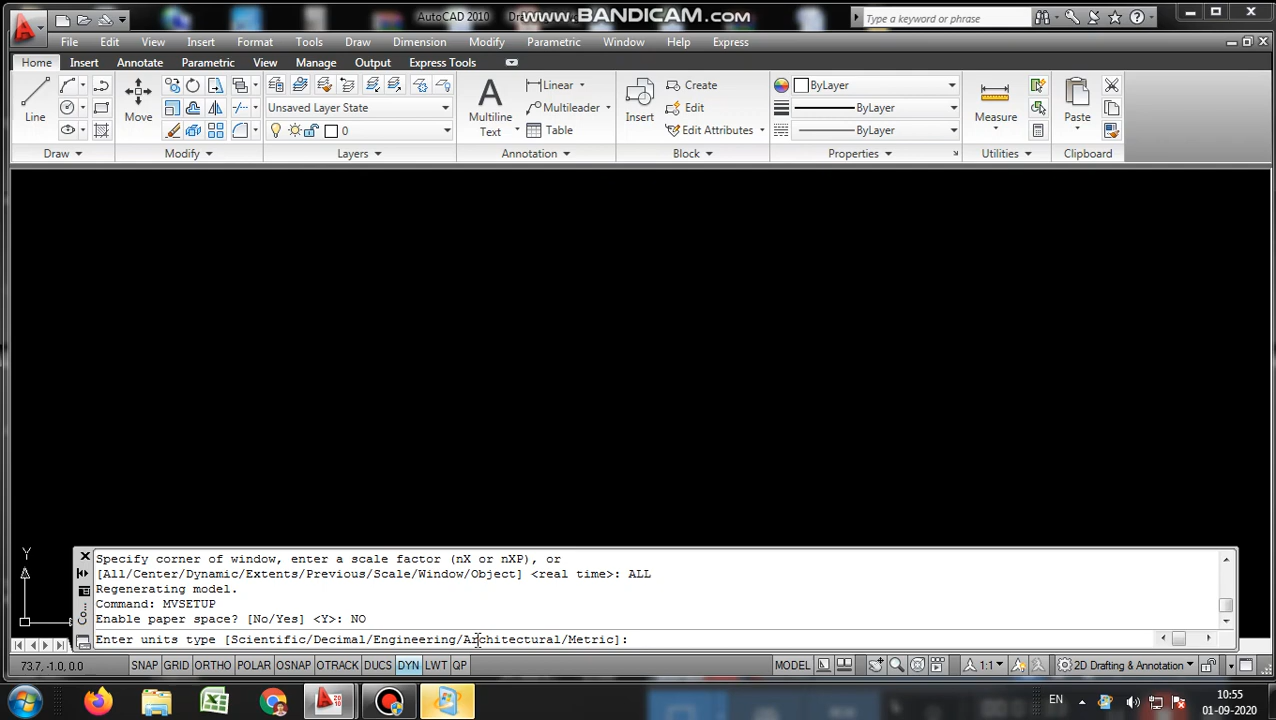 AutoCAD 2010
www.BANDICAM.com
Type a keyword or phrase
File Edit View Insert Format Tools Draw Dimension Modify Parametric Window Help Express
Home Insert Annotate Parametric View Manage Output Express Tools
Line
Move
Unsaved Layer State
0
Multiline
Text
Linear
Multileader
Table
Insert
Create
Edit
Edit Attributes
ByLayer
ByLayer
ByLayer
Measure
Paste
Draw Modify Layers Annotation Block Properties Utilities Clipboard
Y
Specify corner of window, enter a scale factor (nX or nXP), or
[All/Center/Dynamic/Extents/Previous/Scale/Window/Object] <real time>: ALL
Regenerating model.
Command: MVSETUP
Enable paper space? [No/Yes] <Y>: NO
Enter units type [Scientific/Decimal/Engineering/Architectural/Metric]:
73.7, -1.0, 0.0 SNAP GRID ORTHO POLAR OSNAP OTRACK DUCS DYN LWT QP MODEL 1:1 2D Drafting & Annotation
EN
10:55
01-09-2020